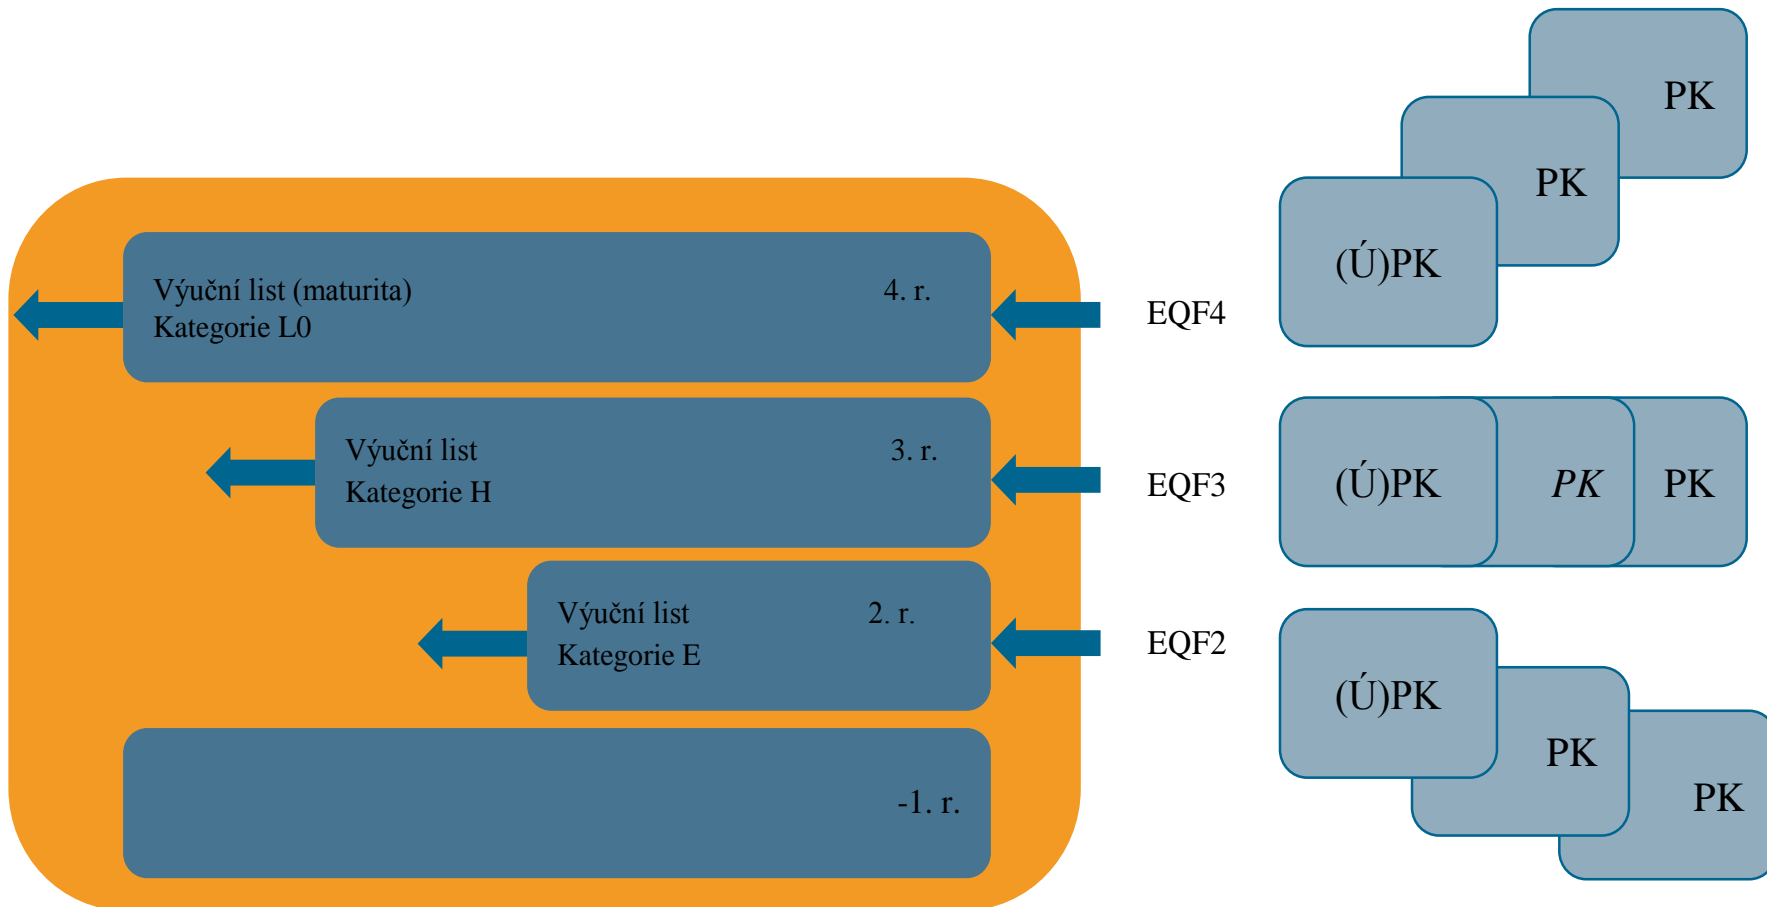 PK
PK
(Ú)PK
Výuční list (maturita) 4. r.
Kategorie L0
EQF4
Výuční list 3. r.
Kategorie H
EQF3
(Ú)PK PK PK
Výuční list 2. r.
Kategorie E
EQF2
(Ú)PK
PK
PK
-1. r.